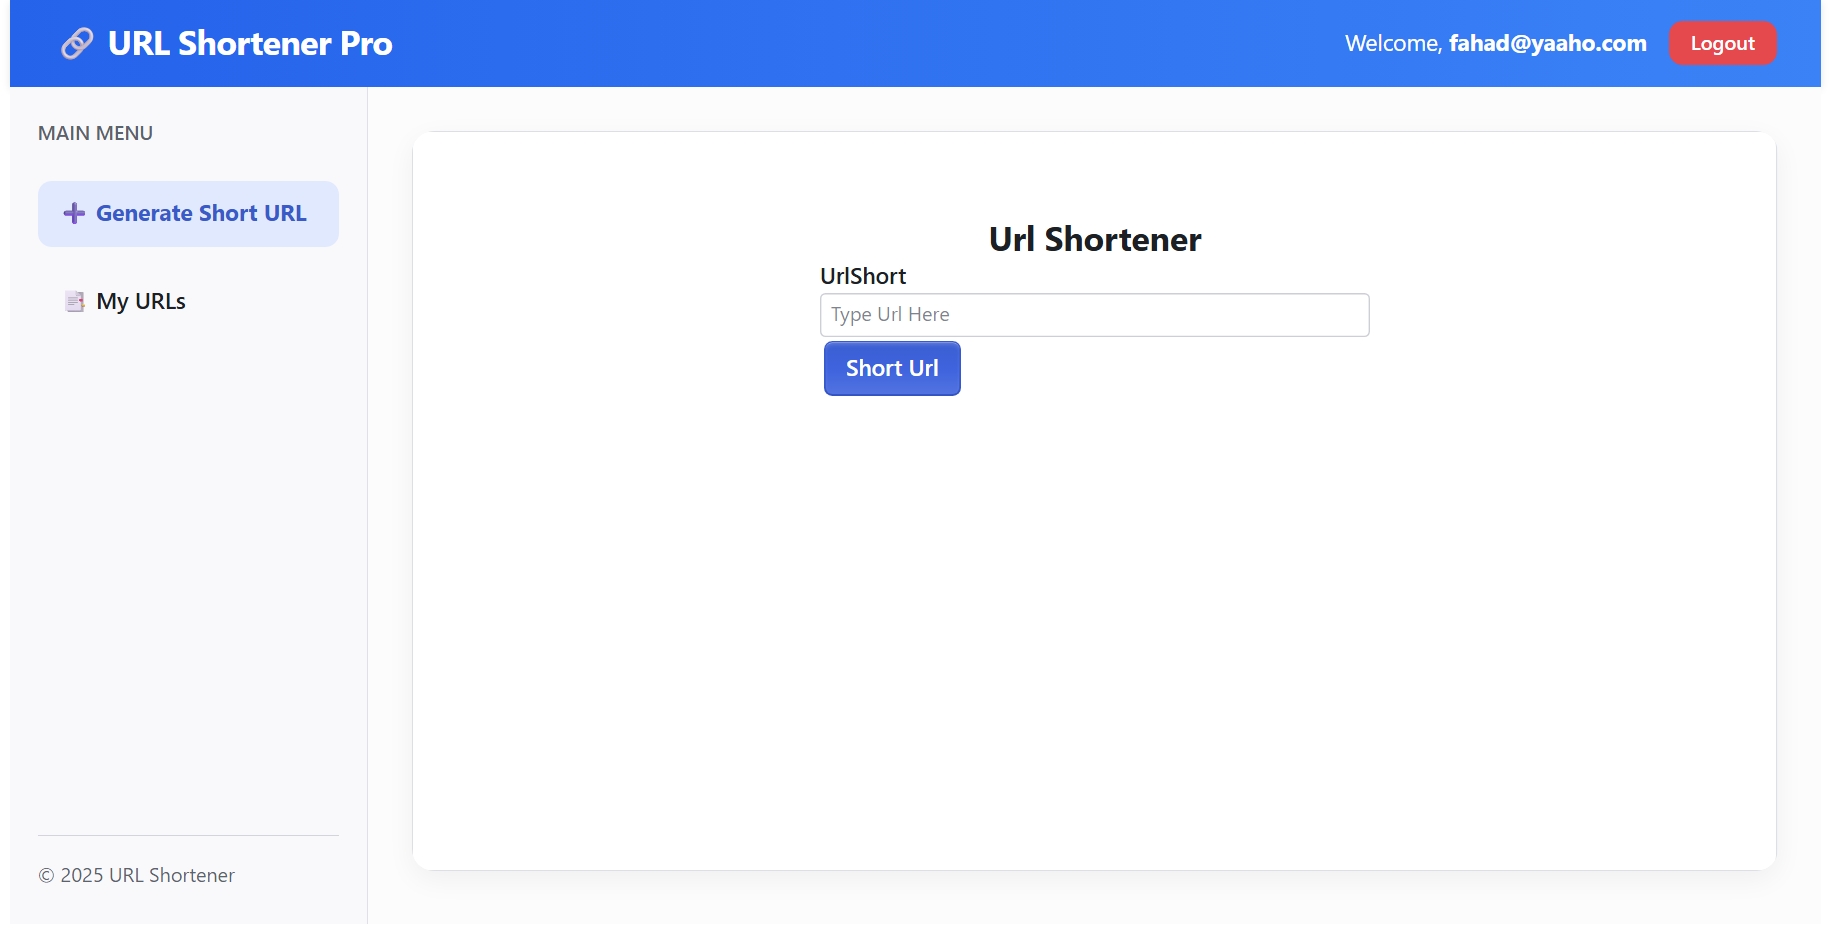 URL Shortener Pro
Welcome, fahad@yaaho.com
Logout
MAIN MENU
Generate Short URL
My URLs
Url Shortener
UrlShort
Type Url Here
Short Url
© 2025 URL Shortener